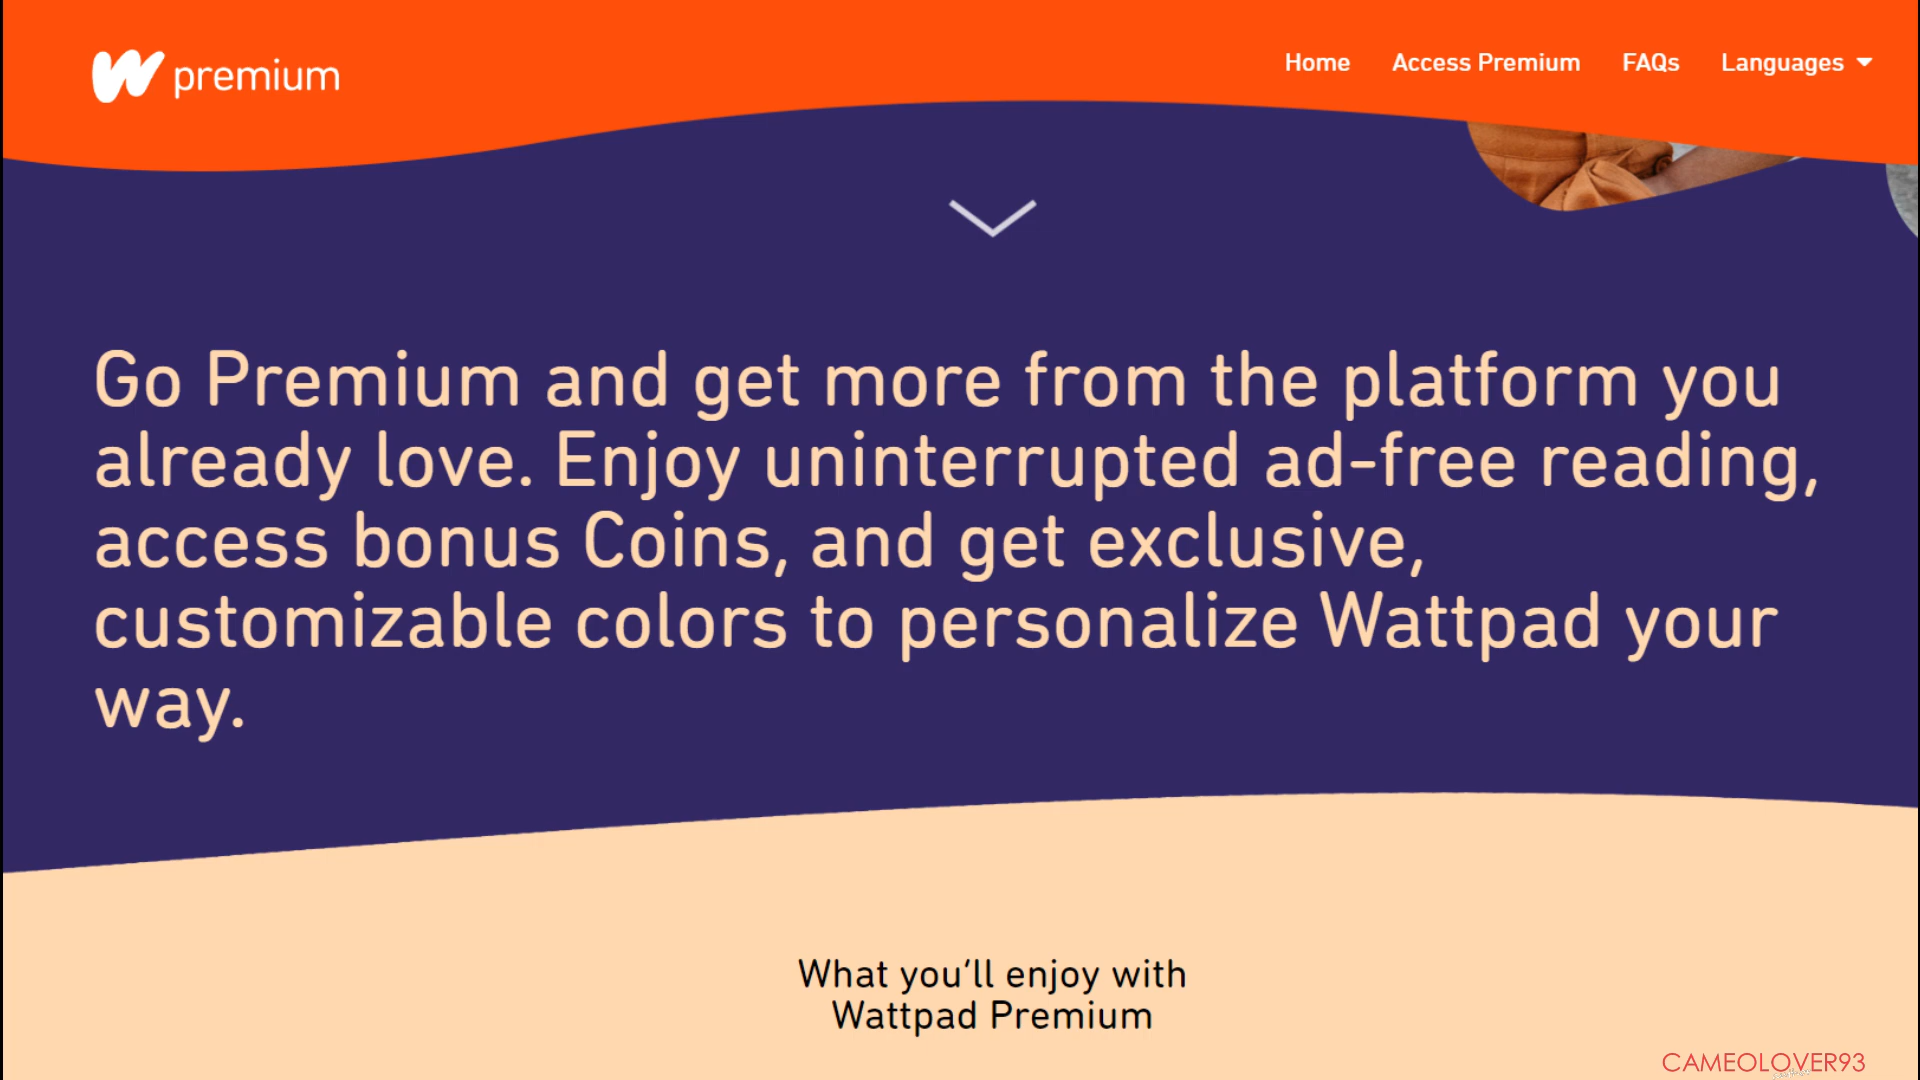 W premium
Home
Access Premium
FAQs
Languages
Go Premium and get more from the platform you
already love. Enjoy uninterrupted ad-free reading,
access bonus Coins, and get exclusive,
customizable colors to personalize Wattpad your
way.
What you’ll enjoy with
Wattpad Premium
CAMEOLOVER93